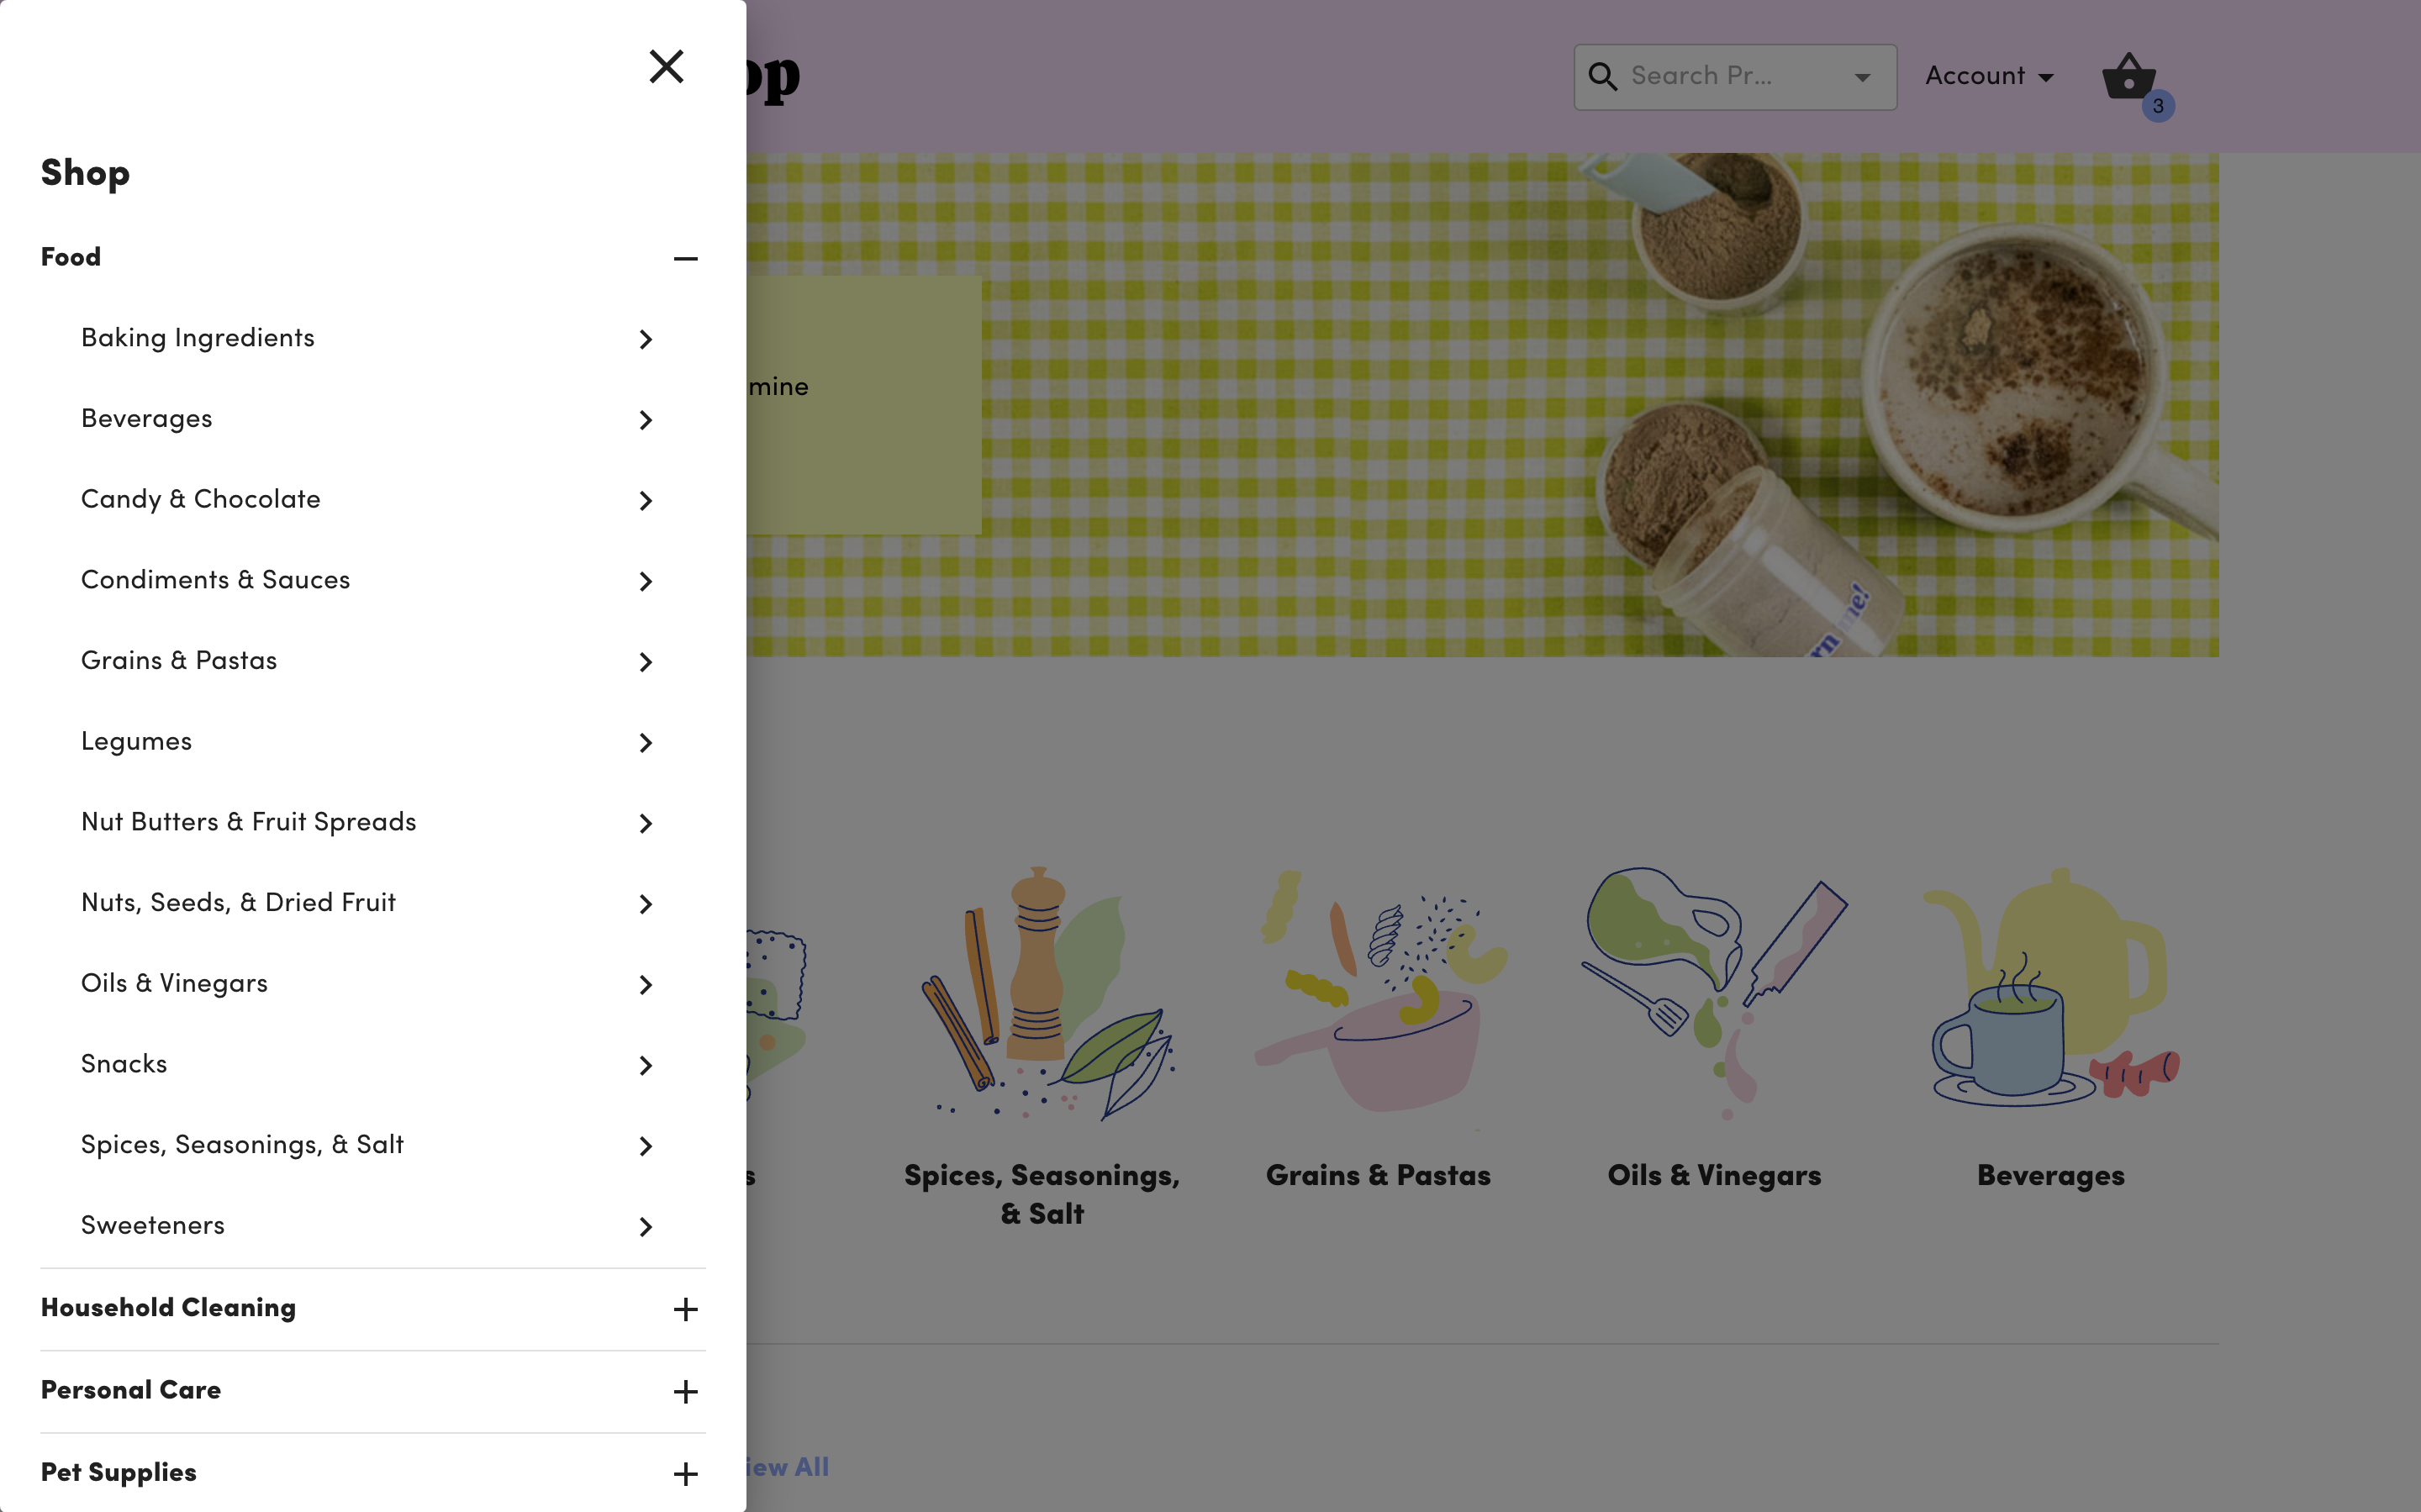 Shop
Food
Baking Ingredients
Beverages
Candy & Chocolate
Condiments & Sauces
Grains & Pastas
Legumes
Nut Butters & Fruit Spreads
Nuts, Seeds, & Dried Fruit
Oils & Vinegars
Snacks
Spices, Seasonings, & Salt
Sweeteners
Household Cleaning
Personal Care
Pet Supplies
op
Search Pr...
Account
3
mine
rn me!
s
Spices, Seasonings,
& Salt
Grains & Pastas
Oils & Vinegars
Beverages
iew All